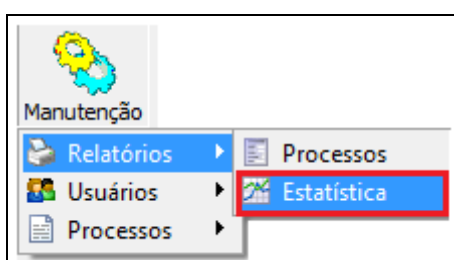 Manutenção
Relatórios
Processos
Usuários
Estatística
Processos